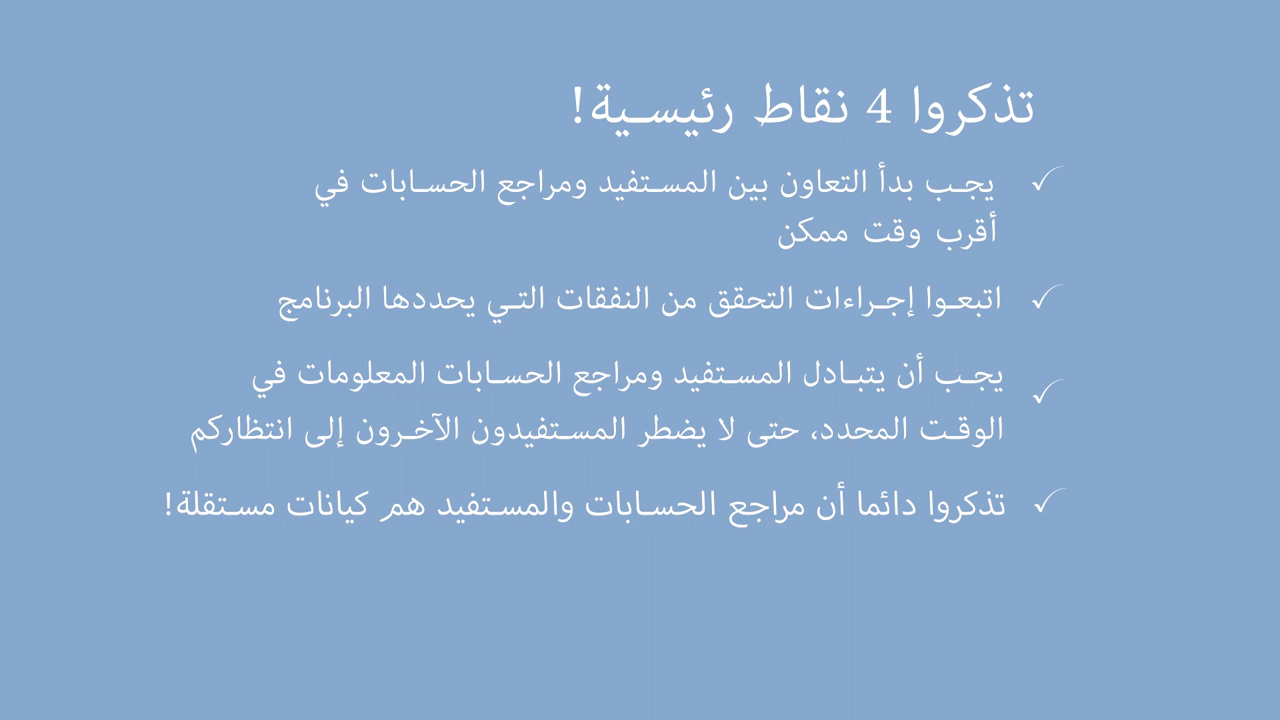 تذكروا 4 نقاط رئيسية!
✓ يجب بدأ التعاون بين المستفيد ومراجع الحسابات في
أقرب وقت ممكن
✓ اتبعوا إجراءات التحقق من النفقات التي يحددها البرنامج
✓ يجب أن يتبادل المستفيد ومراجع الحسابات المعلومات في
الوقت المحدد، حتى لا يضطر المستفيدون الآخرون إلى انتظاركم
✓ تذكروا دائما أن مراجع الحسابات والمستفيد هم كيانات مستقلة!